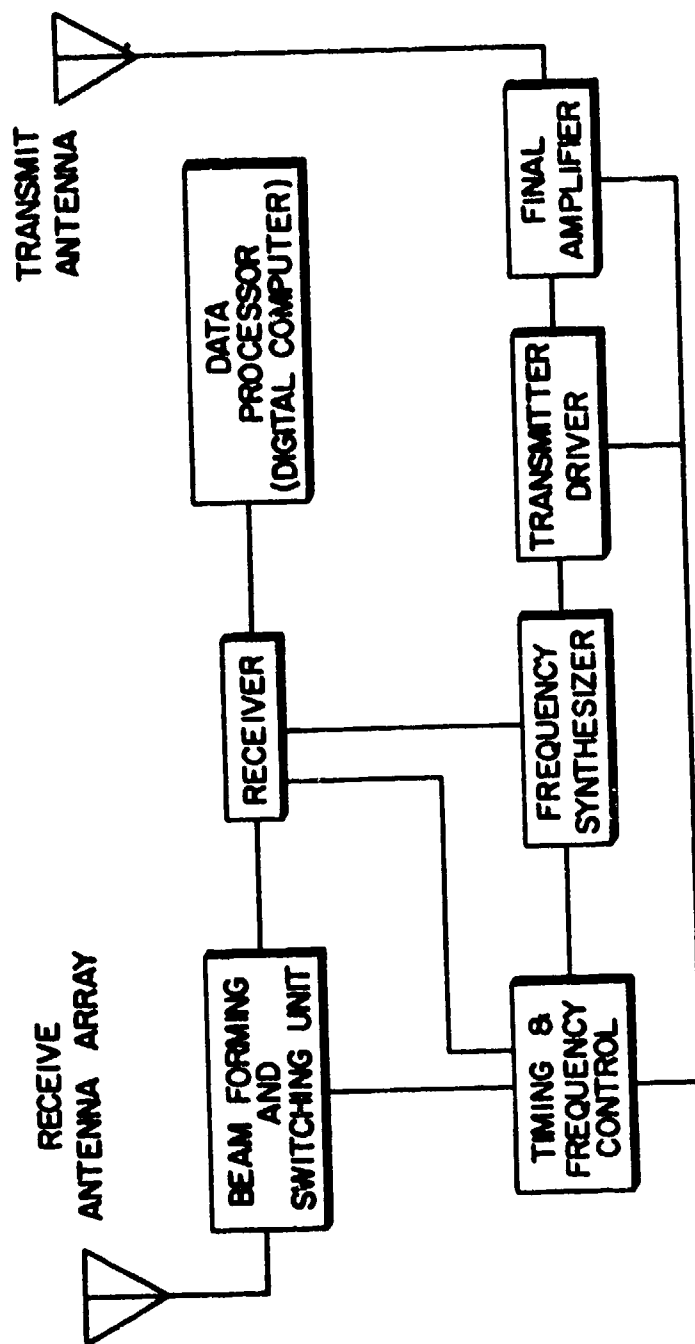 RECEIVE
ANTENNA ARRAY
TRANSMIT
ANTENNA
BEAM FORMING
AND
SWITCHING UNIT
RECEIVER
DATA
PROCESSOR
(DIGITAL COMPUTER)
TIMING &
FREQUENCY
CONTROL
FREQUENCY
SYNTHESIZER
TRANSMITTER
DRIVER
FINAL
AMPLIFIER